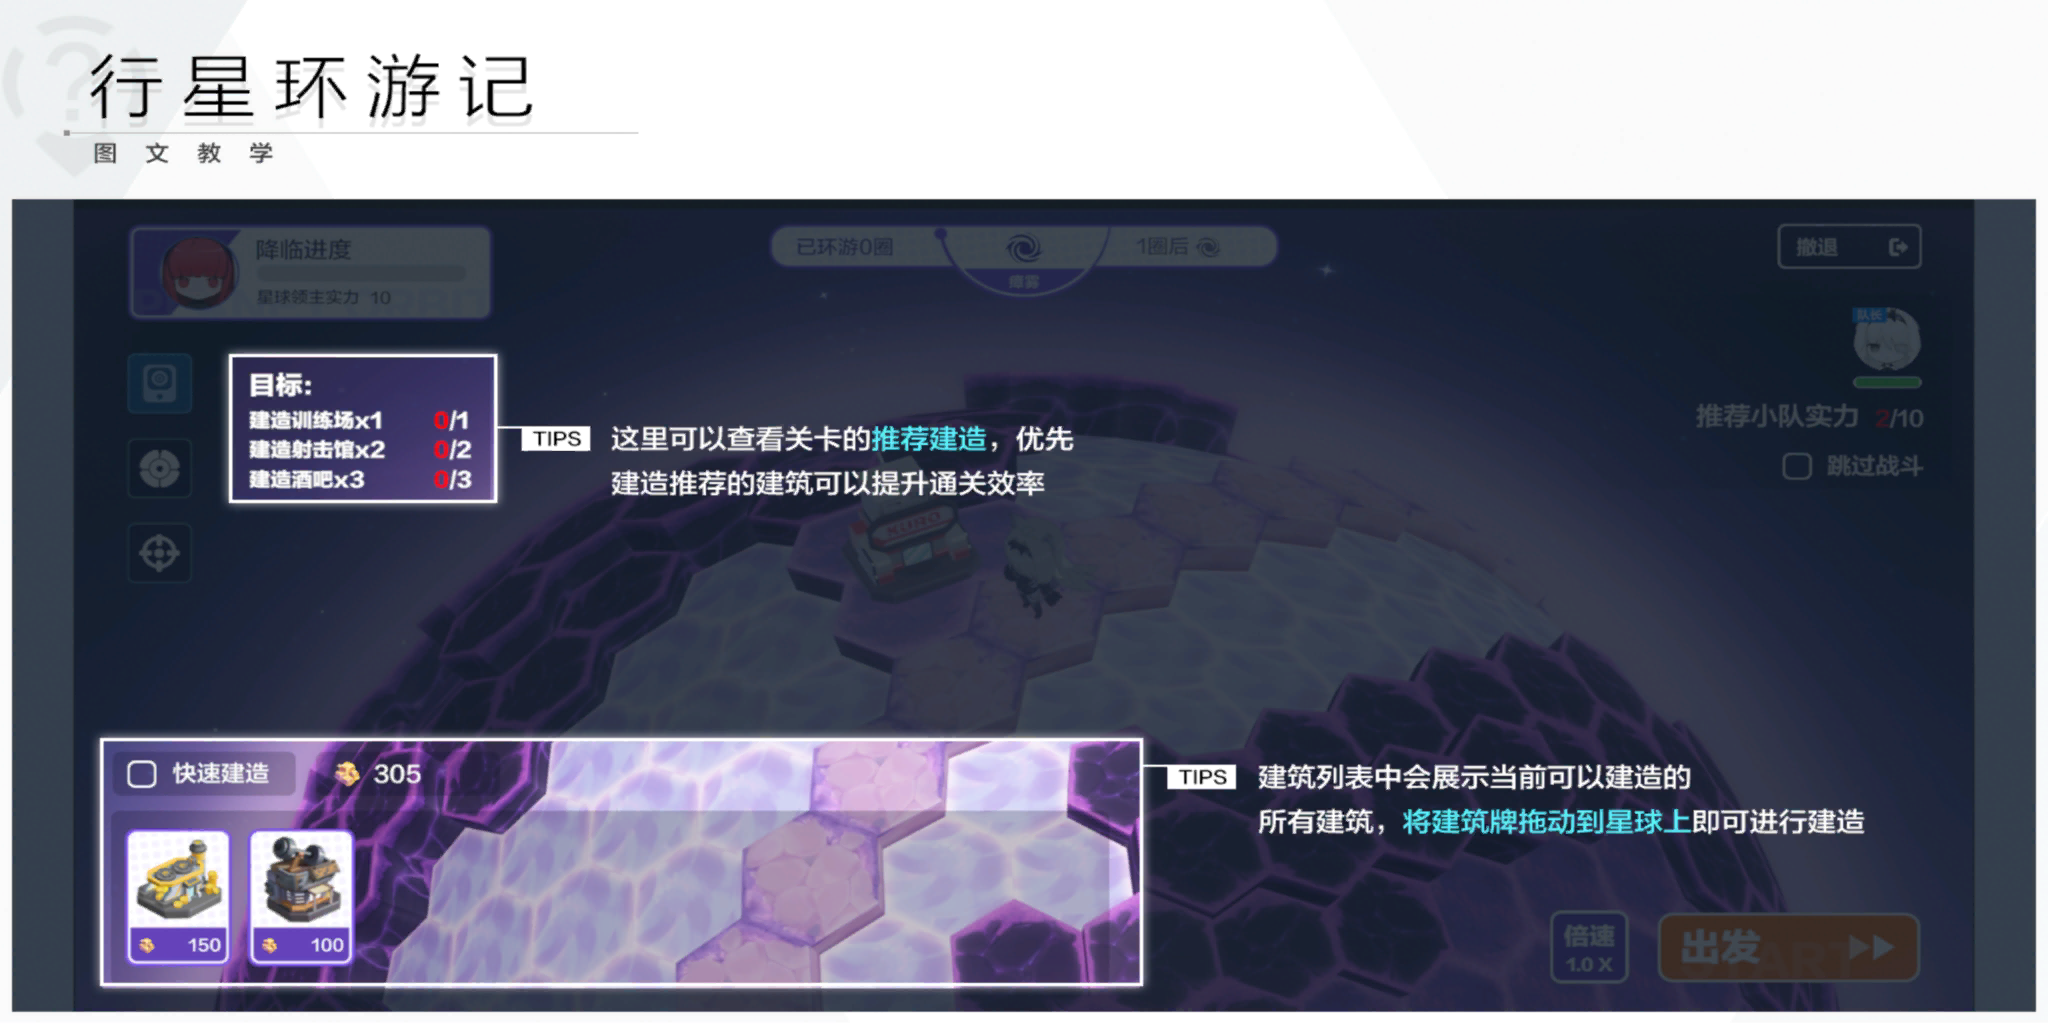 行星环游记
图文教学
降临进度
星球领主实力 10
已环游0圈
瘴雾
1圈后
撤退
队长
推荐小队实力 2/10
跳过战斗
目标:
建造训练场x1 0/1
建造射击馆x2 0/2
建造酒吧x3 0/3
TIPS 这里可以查看关卡的推荐建造，优先
建造推荐的建筑可以提升通关效率
KURO
快速建造 305
150 100
TIPS 建筑列表中会展示当前可以建造的
所有建筑，将建筑牌拖动到星球上即可进行建造
倍速
1.0 X
出发
START